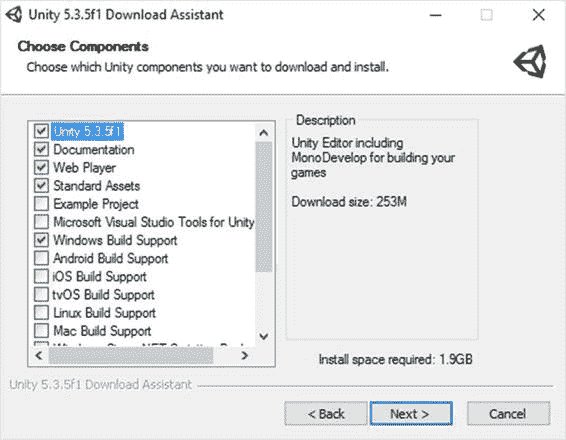 Unity 5.3.5f1 Download Assistant
Choose Components
Choose which Unity components you want to download and install.
Unity 5.3.5f1
Documentation
Web Player
Standard Assets
Example Project
Microsoft Visual Studio Tools for Unity
Windows Build Support
Android Build Support
iOS Build Support
tvOS Build Support
Linux Build Support
Mac Build Support
Description
Unity Editor including
MonoDevelop for building your
games
Download size: 253M
Install space required: 1.9GB
Unity 5.3.5f1 Download Assistant
< Back
Next >
Cancel